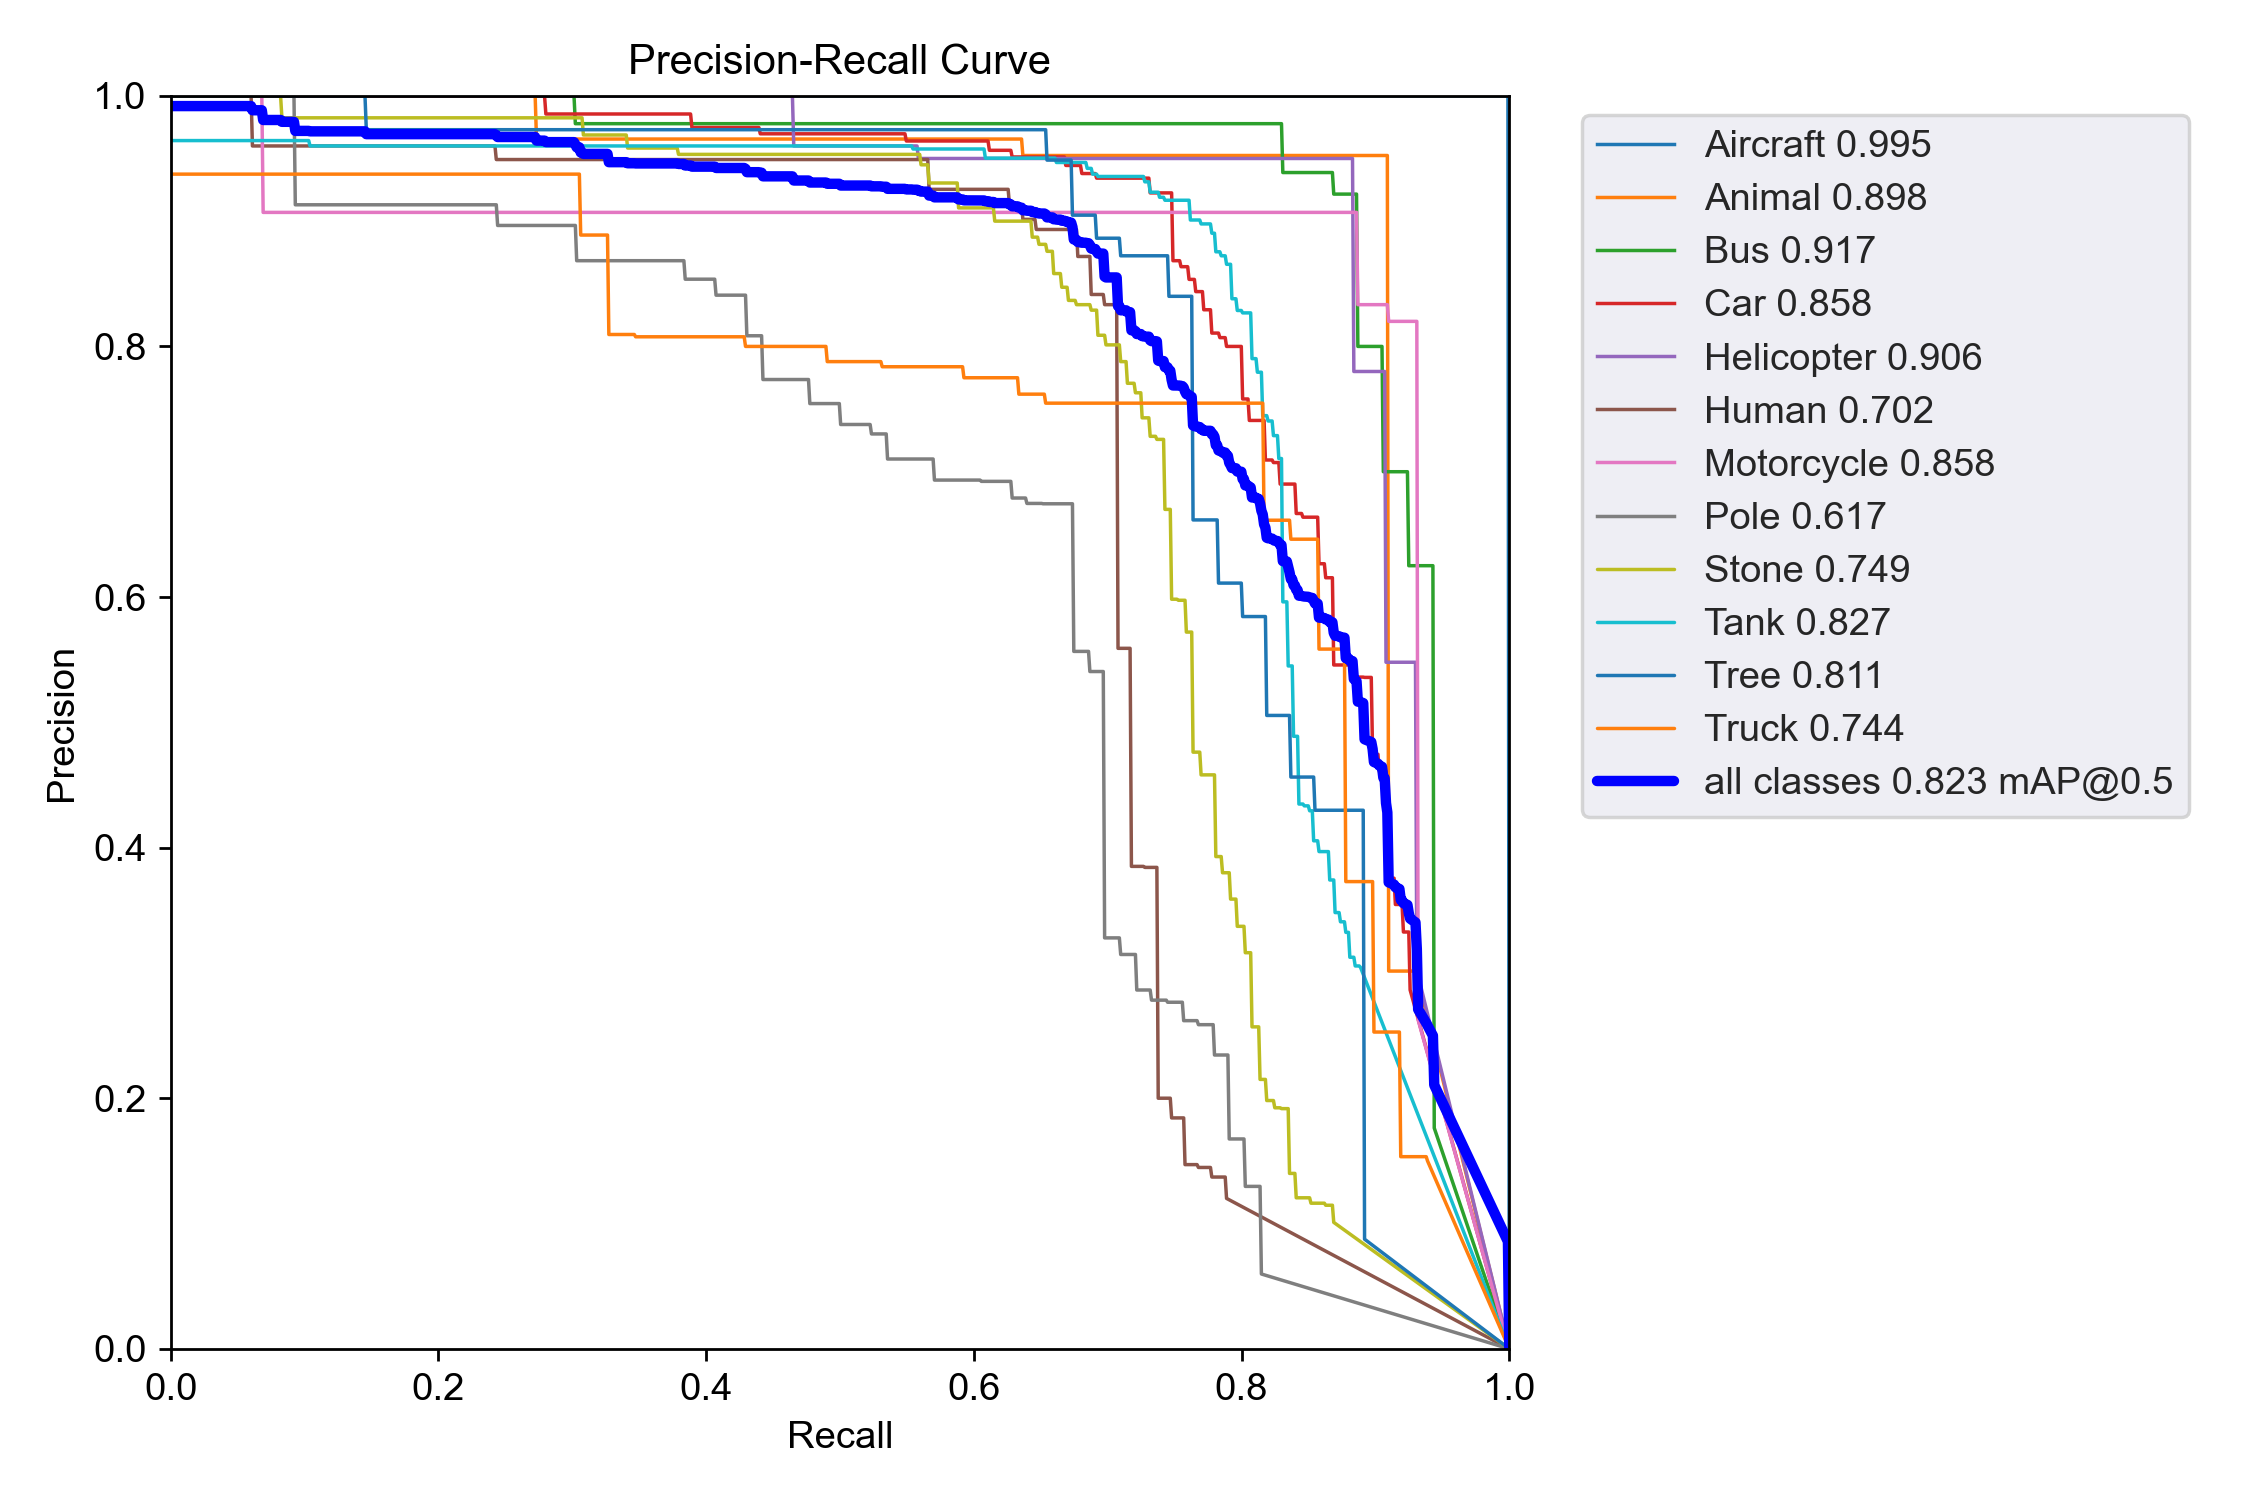 Precision-Recall Curve
1.0
0.8
0.6
0.4
0.2
0.0
Precision
0.0 0.2 0.4 0.6 0.8 1.0
Recall
Aircraft 0.995
Animal 0.898
Bus 0.917
Car 0.858
Helicopter 0.906
Human 0.702
Motorcycle 0.858
Pole 0.617
Stone 0.749
Tank 0.827
Tree 0.811
Truck 0.744
all classes 0.823 mAP@0.5